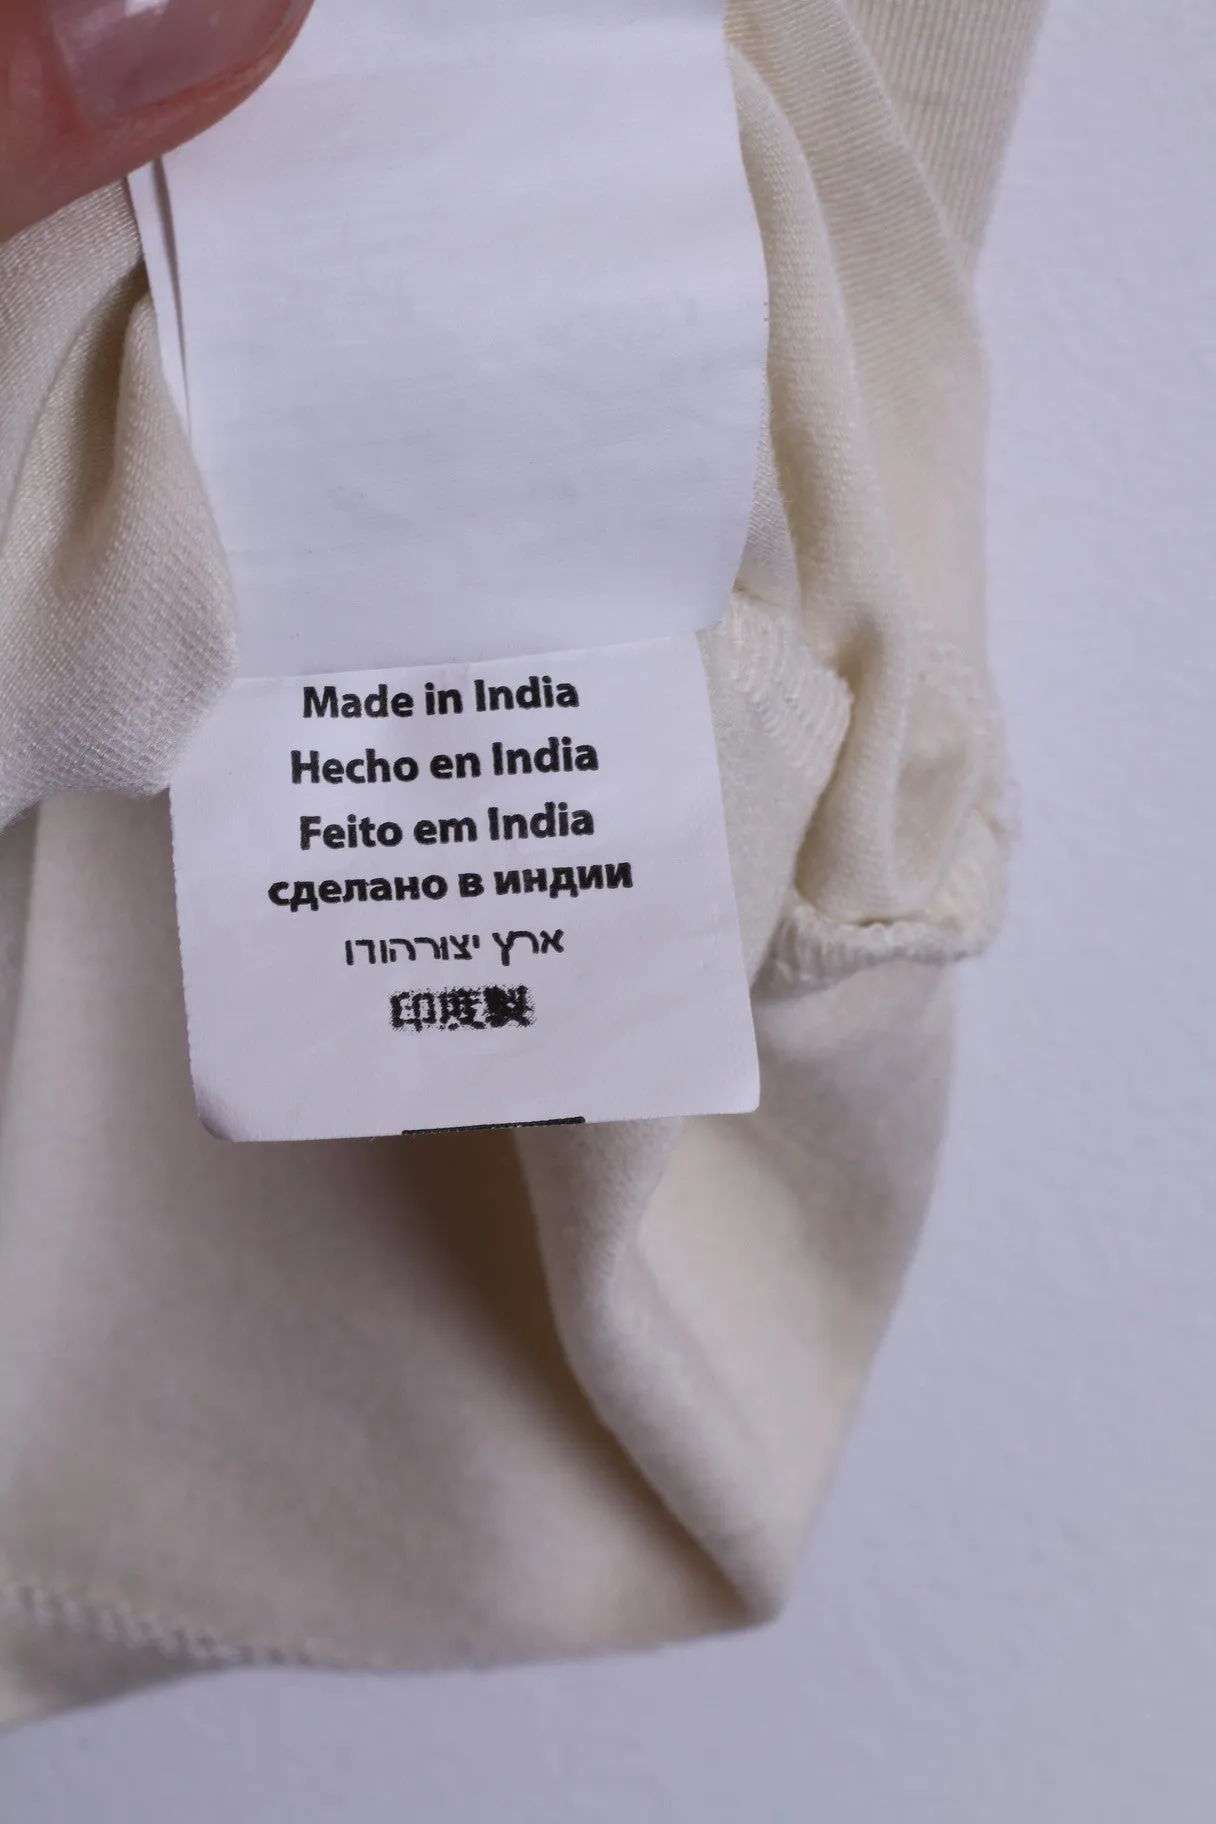 Made in India
Hecho en India
Feito em India
сделано в индии
ארץ יצורהודו
印度製